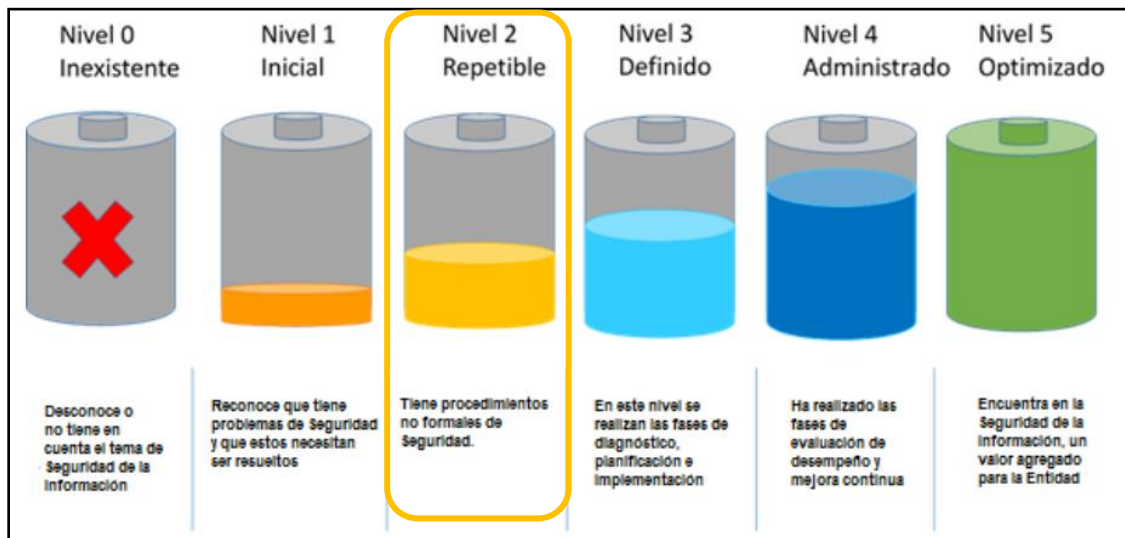 Nivel 0
Inexistente
Nivel 1
Inicial
Nivel 2
Repetible
Nivel 3
Definido
Nivel 4
Administrado
Nivel 5
Optimizado
Desconoce o
no tiene en
cuenta el tema de
Seguridad de la
Información
Reconoce que tiene
problemas de Seguridad
y que estos necesitan
ser resueltos
Tiene procedimientos
no formales de
Seguridad.
En este nivel se
realizan las fases de
diagnóstico,
planificación e
implementación
Ha realizado las
fases de
evaluación de
desempeño y
mejora continua
Encuentra en la
Seguridad de la
Información, un
valor agregado
para la Entidad